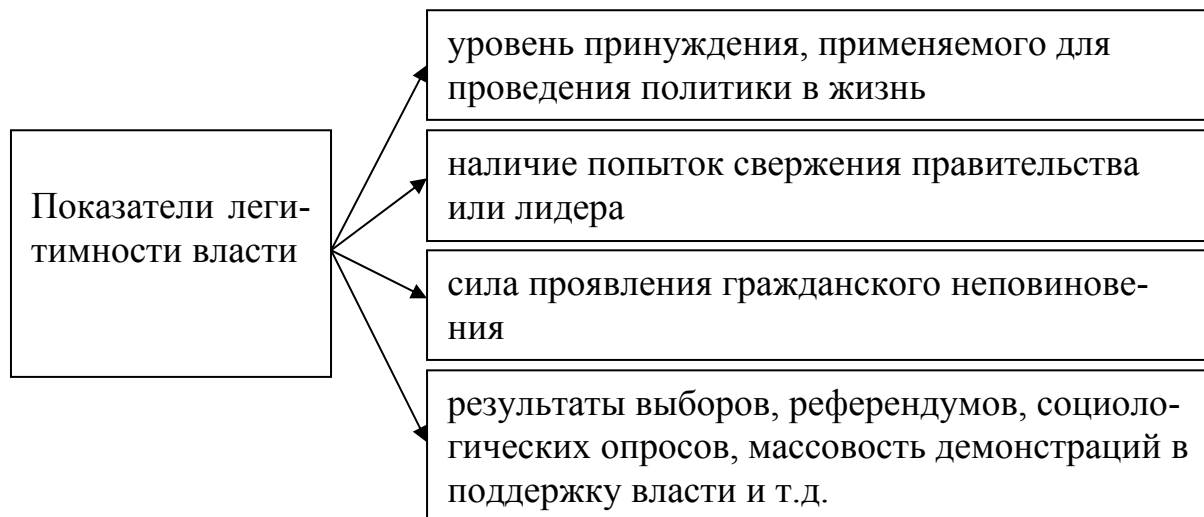 Показатели леги-
тимности власти
уровень принуждения, применяемого для
проведения политики в жизнь
наличие попыток свержения правительства
или лидера
сила проявления гражданского неповинове-
ния
результаты выборов, референдумов, социоло-
гических опросов, массовость демонстраций в
поддержку власти и т.д.